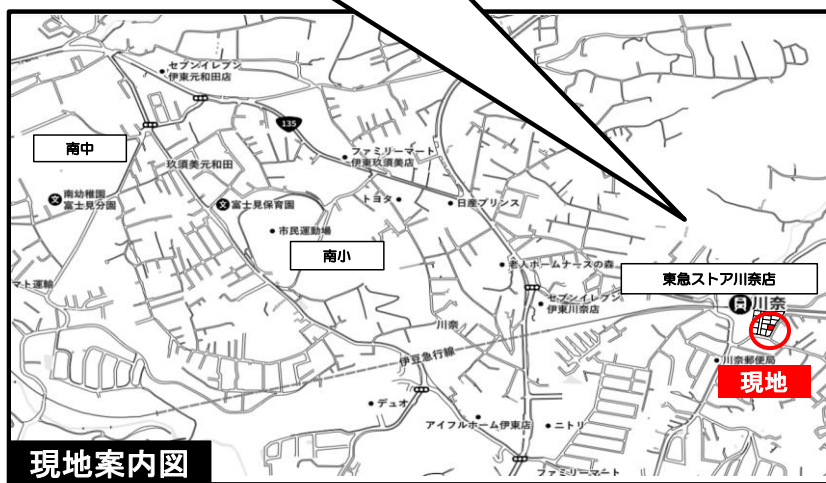 セブンイレブン
伊東元和田店
135
南中
玖須美元和田
ファミリーマート
伊東玖須美店
南幼稚園
富士見分園
文
文
富士見保育園
トヨタ
日産プリンス
市民運動場
南小
老人ホームナースの森
東急ストア川奈店
マト運輸
セブンイレブン
伊東川奈店
川奈
川奈
伊豆急行線
川奈郵便局
現地
デュオ
アイフルホーム伊東店
ニトリ
現地案内図
ファミリーマート